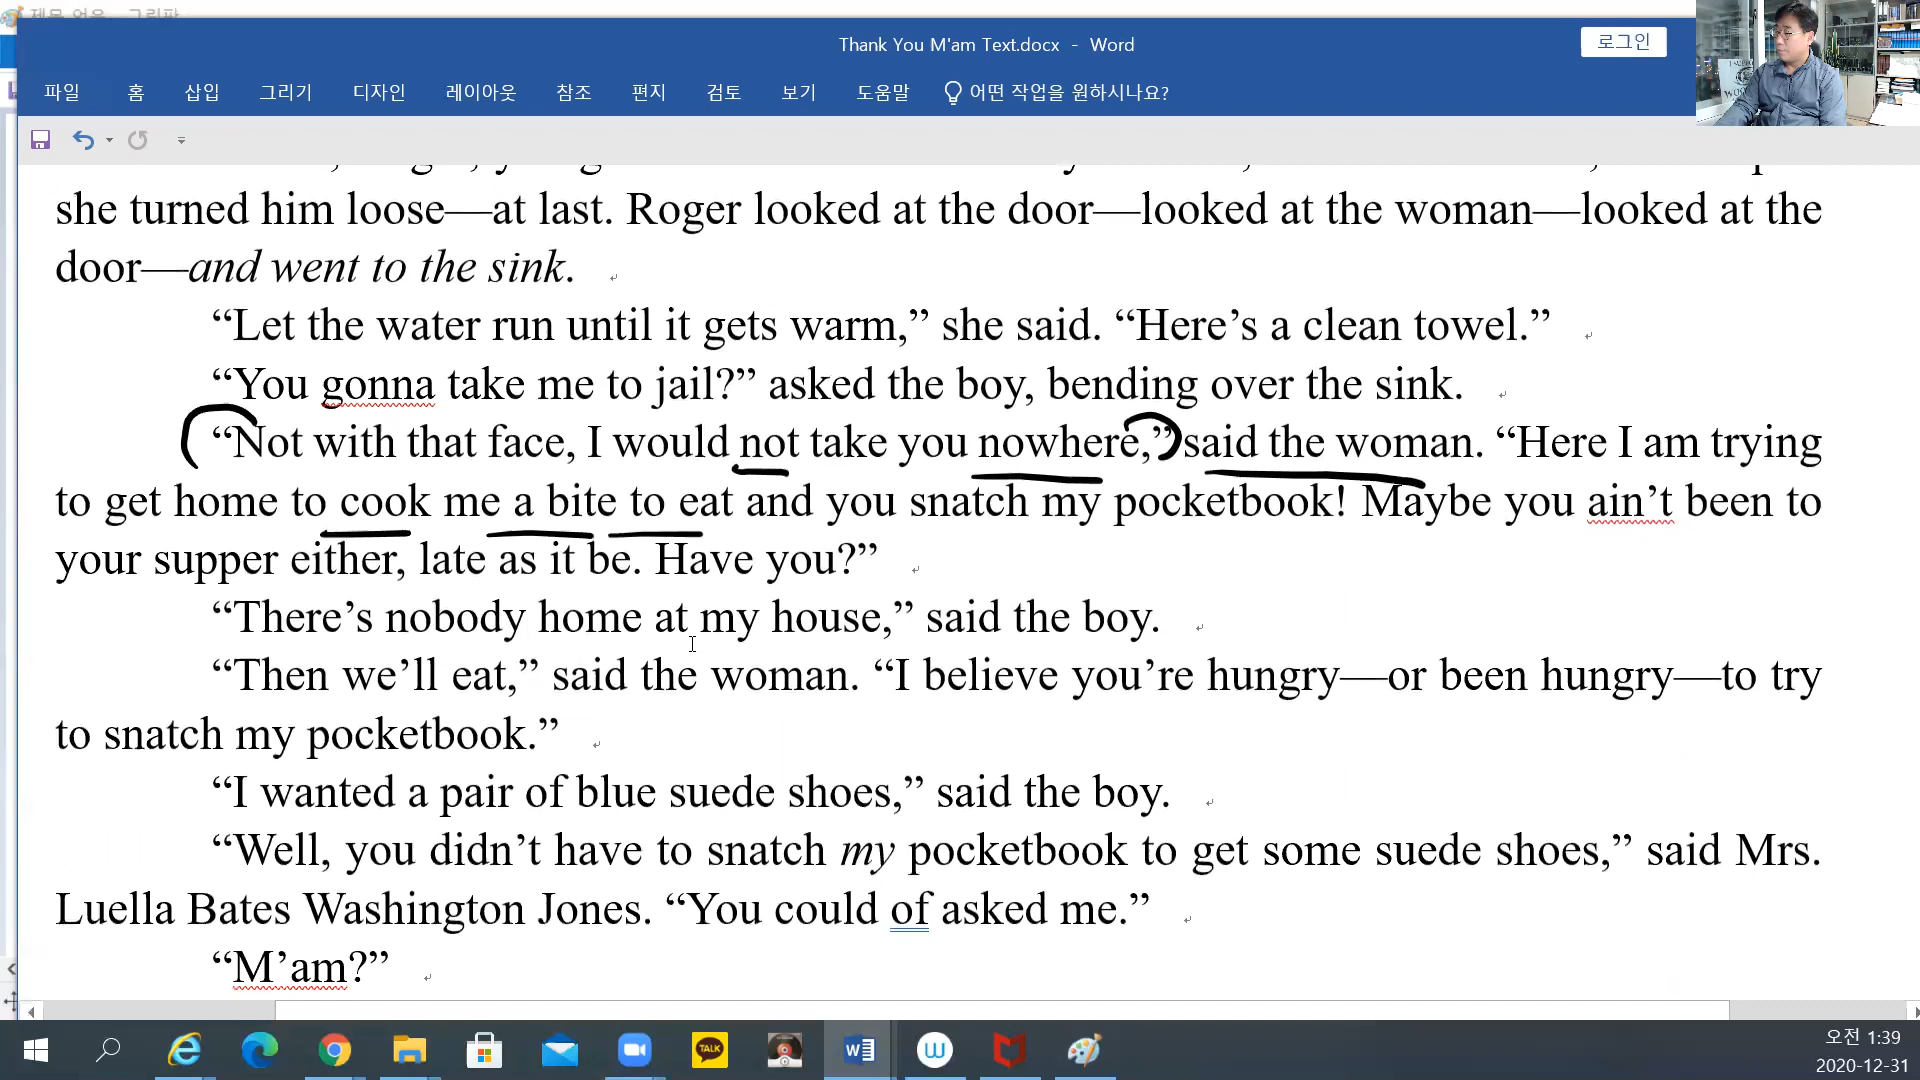 제목 없음 - 그림판
Thank You M'am Text.docx - Word
로그인
파일 홈 삽입 그리기 디자인 레이아웃 참조 편지 검토 보기 도움말 어떤 작업을 원하시나요?
she turned him loose—at last. Roger looked at the door—looked at the woman—looked at the
door—and went to the sink.
“Let the water run until it gets warm,” she said. “Here’s a clean towel.”
“You gonna take me to jail?” asked the boy, bending over the sink.
“Not with that face, I would not take you nowhere,” said the woman. “Here I am trying
to get home to cook me a bite to eat and you snatch my pocketbook! Maybe you ain’t been to
your supper either, late as it be. Have you?”
“There’s nobody home at my house,” said the boy.
“Then we’ll eat,” said the woman. “I believe you’re hungry—or been hungry—to try
to snatch my pocketbook.”
“I wanted a pair of blue suede shoes,” said the boy.
“Well, you didn’t have to snatch my pocketbook to get some suede shoes,” said Mrs.
Luella Bates Washington Jones. “You could of asked me.”
“M’am?”
TALK
오전 1:39
2020-12-31